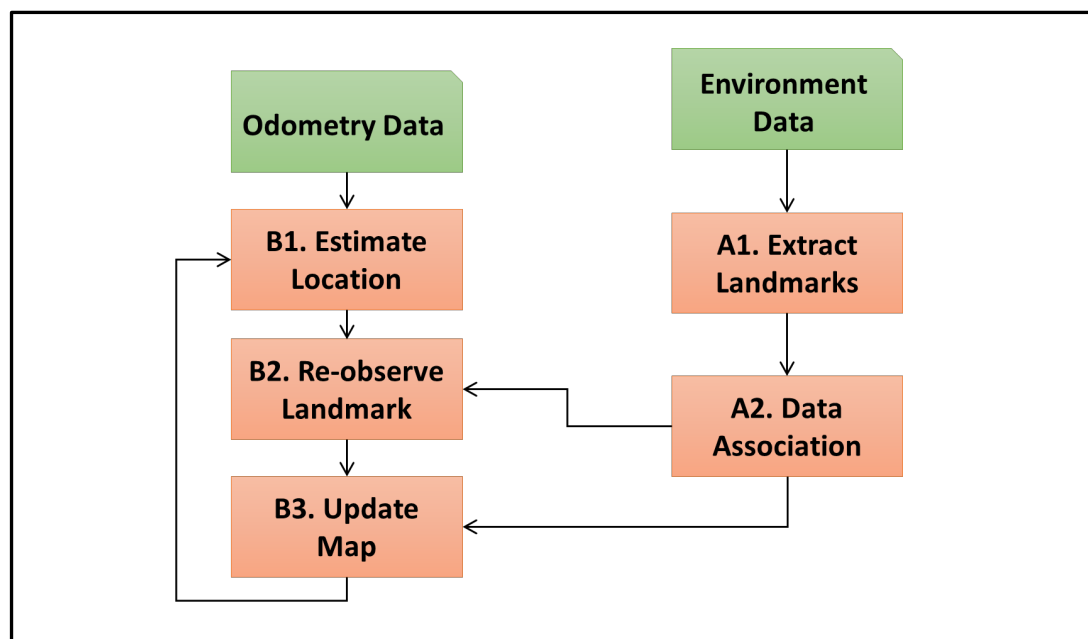 Odometry Data
Environment
Data
B1. Estimate
Location
A1. Extract
Landmarks
B2. Re-observe
Landmark
A2. Data
Association
B3. Update
Map